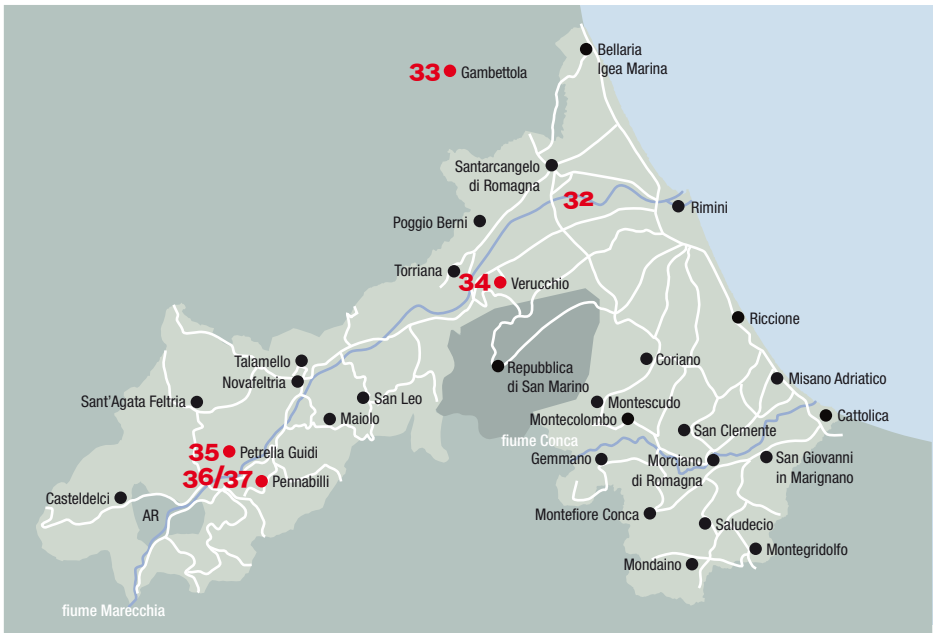 Bellaria
Igea Marina
33
Gambettola
Santarcangelo
di Romagna
32
Rimini
Poggio Berni
Torriana
34
Verucchio
Riccione
Talamello
Repubblica
di San Marino
Coriano
Novafeltria
Misano Adriatico
Sant'Agata Feltria
San Leo
Montescudo
Maiolo
Montecolombo
Cattolica
San Clemente
fiume Conca
35
Petrella Guidi
Gemmano
Morciano
di Romagna
San Giovanni
in Marignano
36/37
Pennabilli
Casteldelci
AR
Montefiore Conca
Saludecio
Montegridolfo
Mondaino
fiume Marecchia